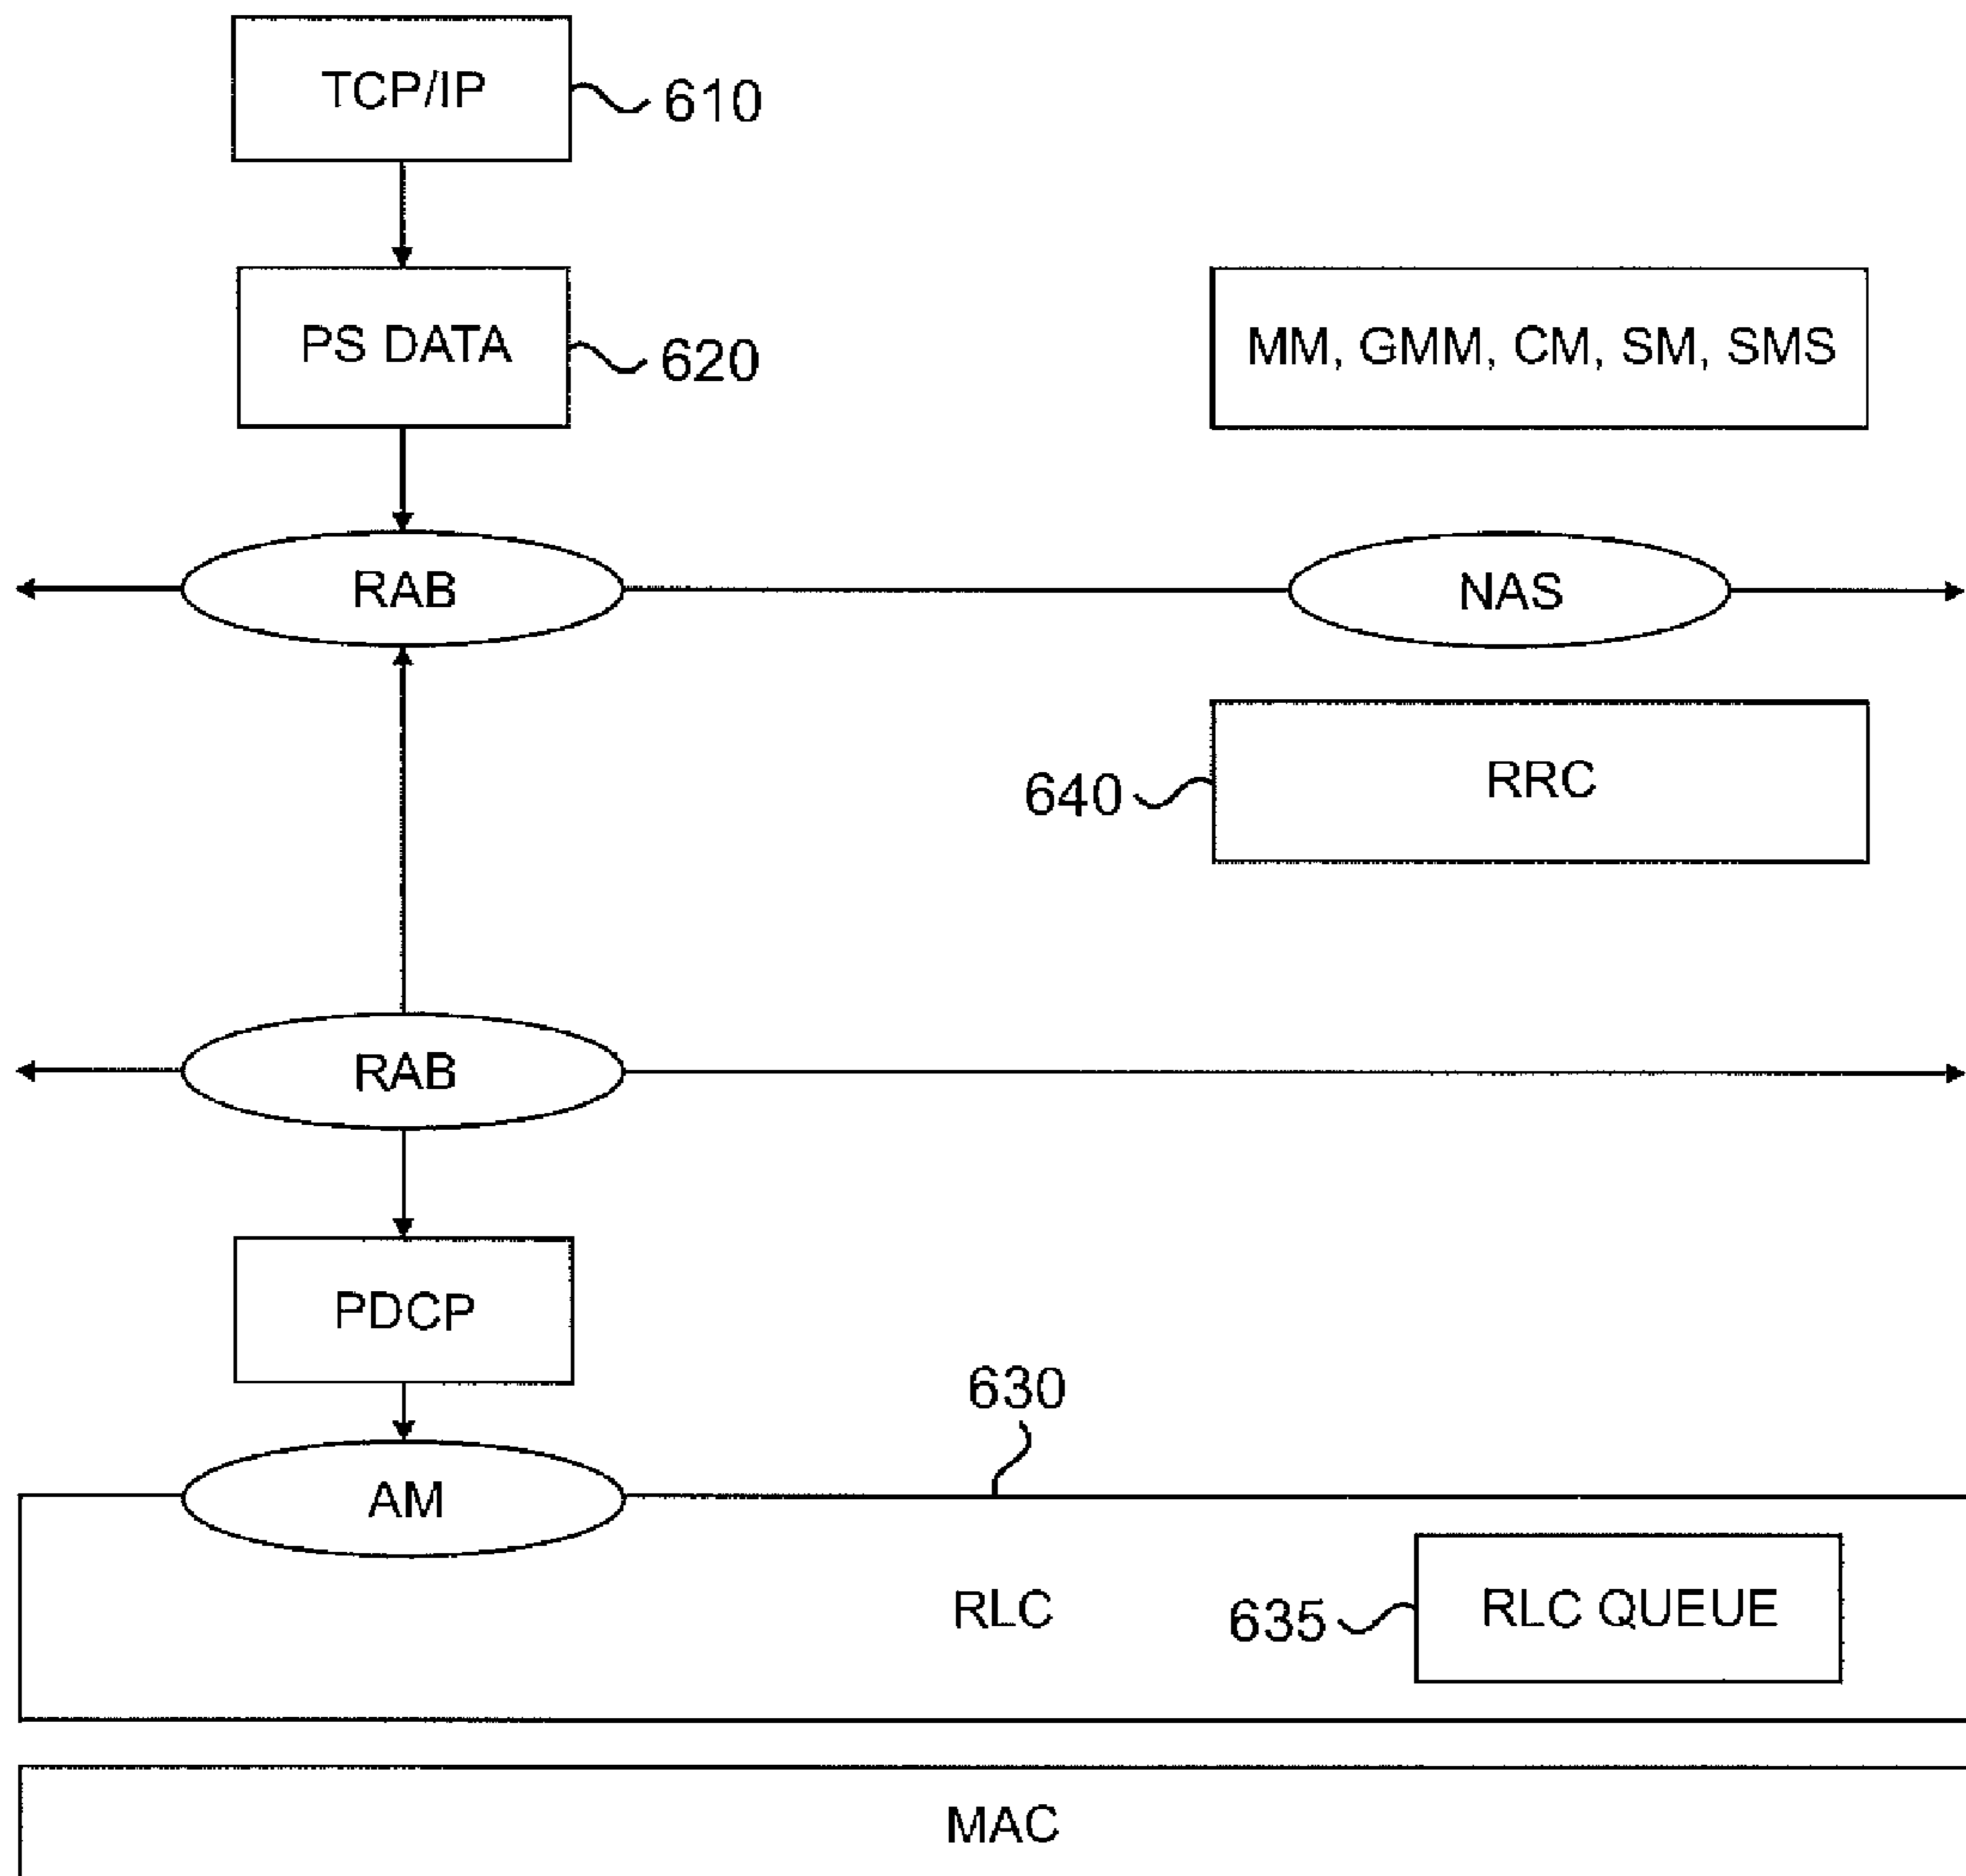 TCP/IP
610
PS DATA
620
MM, GMM, CM, SM, SMS
RAB
NAS
640
RRC
RAB
PDCP
630
AM
RLC
635
RLC QUEUE
MAC